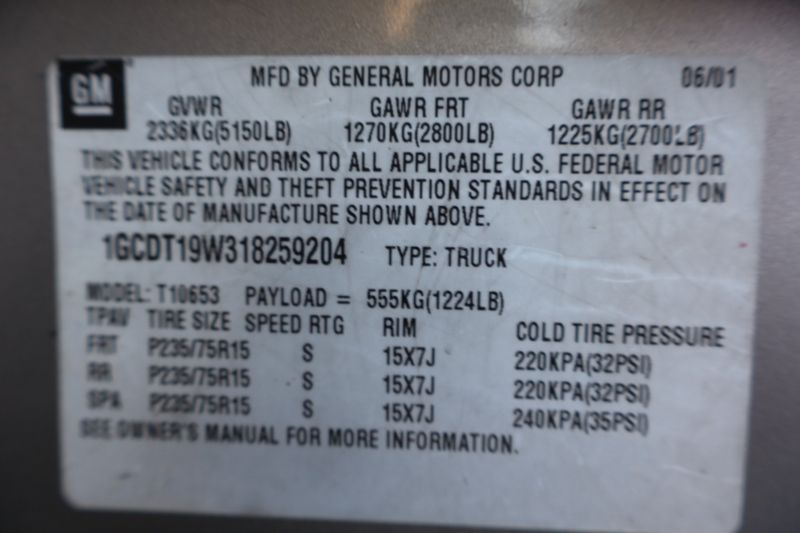 GM
MFD BY GENERAL MOTORS CORP 06/01
GVWR GAWR FRT GAWR RR
2336KG(5150LB) 1270KG(2800LB) 1225KG(2700LB)
THIS VEHICLE CONFORMS TO ALL APPLICABLE U.S. FEDERAL MOTOR
VEHICLE SAFETY AND THEFT PREVENTION STANDARDS IN EFFECT ON
THE DATE OF MANUFACTURE SHOWN ABOVE.
1GCDT19W318259204 TYPE: TRUCK
MODEL: T10653 PAYLOAD = 555KG(1224LB)
TPAV TIRE SIZE SPEED RTG RIM COLD TIRE PRESSURE
FRT P235/75R15 S 15X7J 220KPA(32PSI)
RR P235/75R15 S 15X7J 220KPA(32PSI)
SPA P235/75R15 S 15X7J 240KPA(35PSI)
SEE OWNER'S MANUAL FOR MORE INFORMATION.